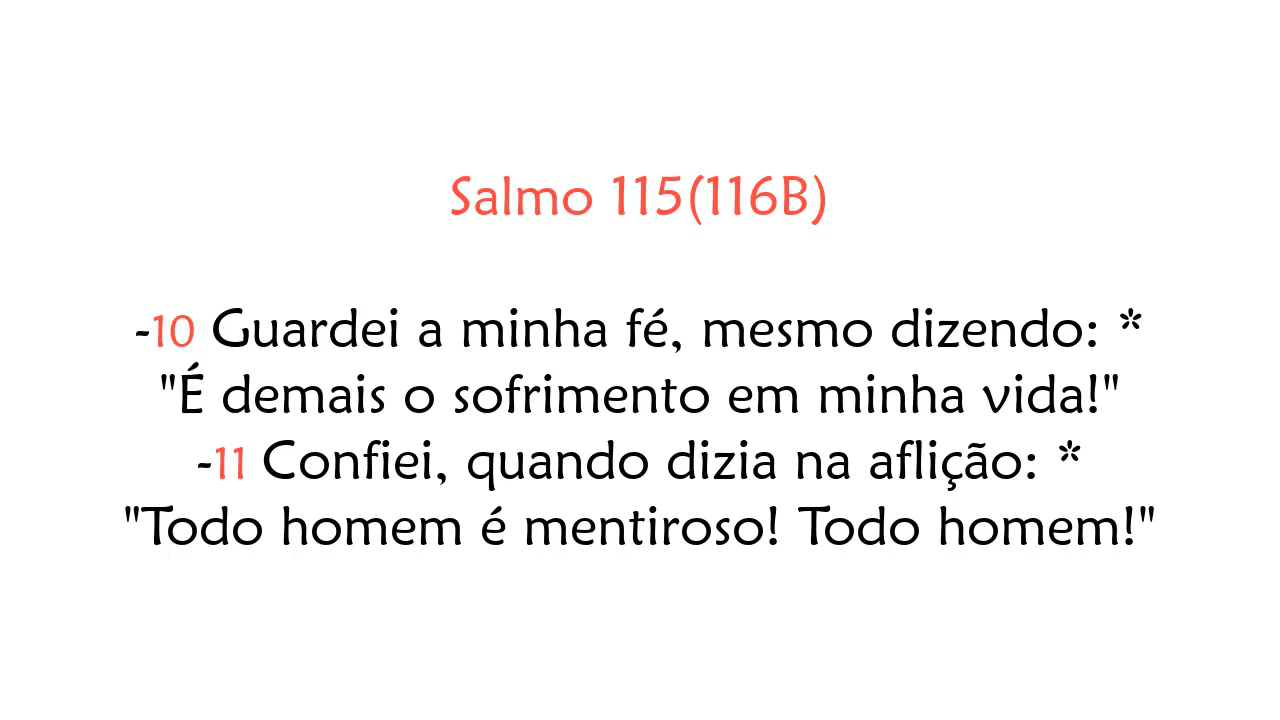 Salmo 115(116B)
-10 Guardei a minha fé, mesmo dizendo: *
"É demais o sofrimento em minha vida!"
-11 Confiei, quando dizia na aflição: *
"Todo homem é mentiroso! Todo homem!"